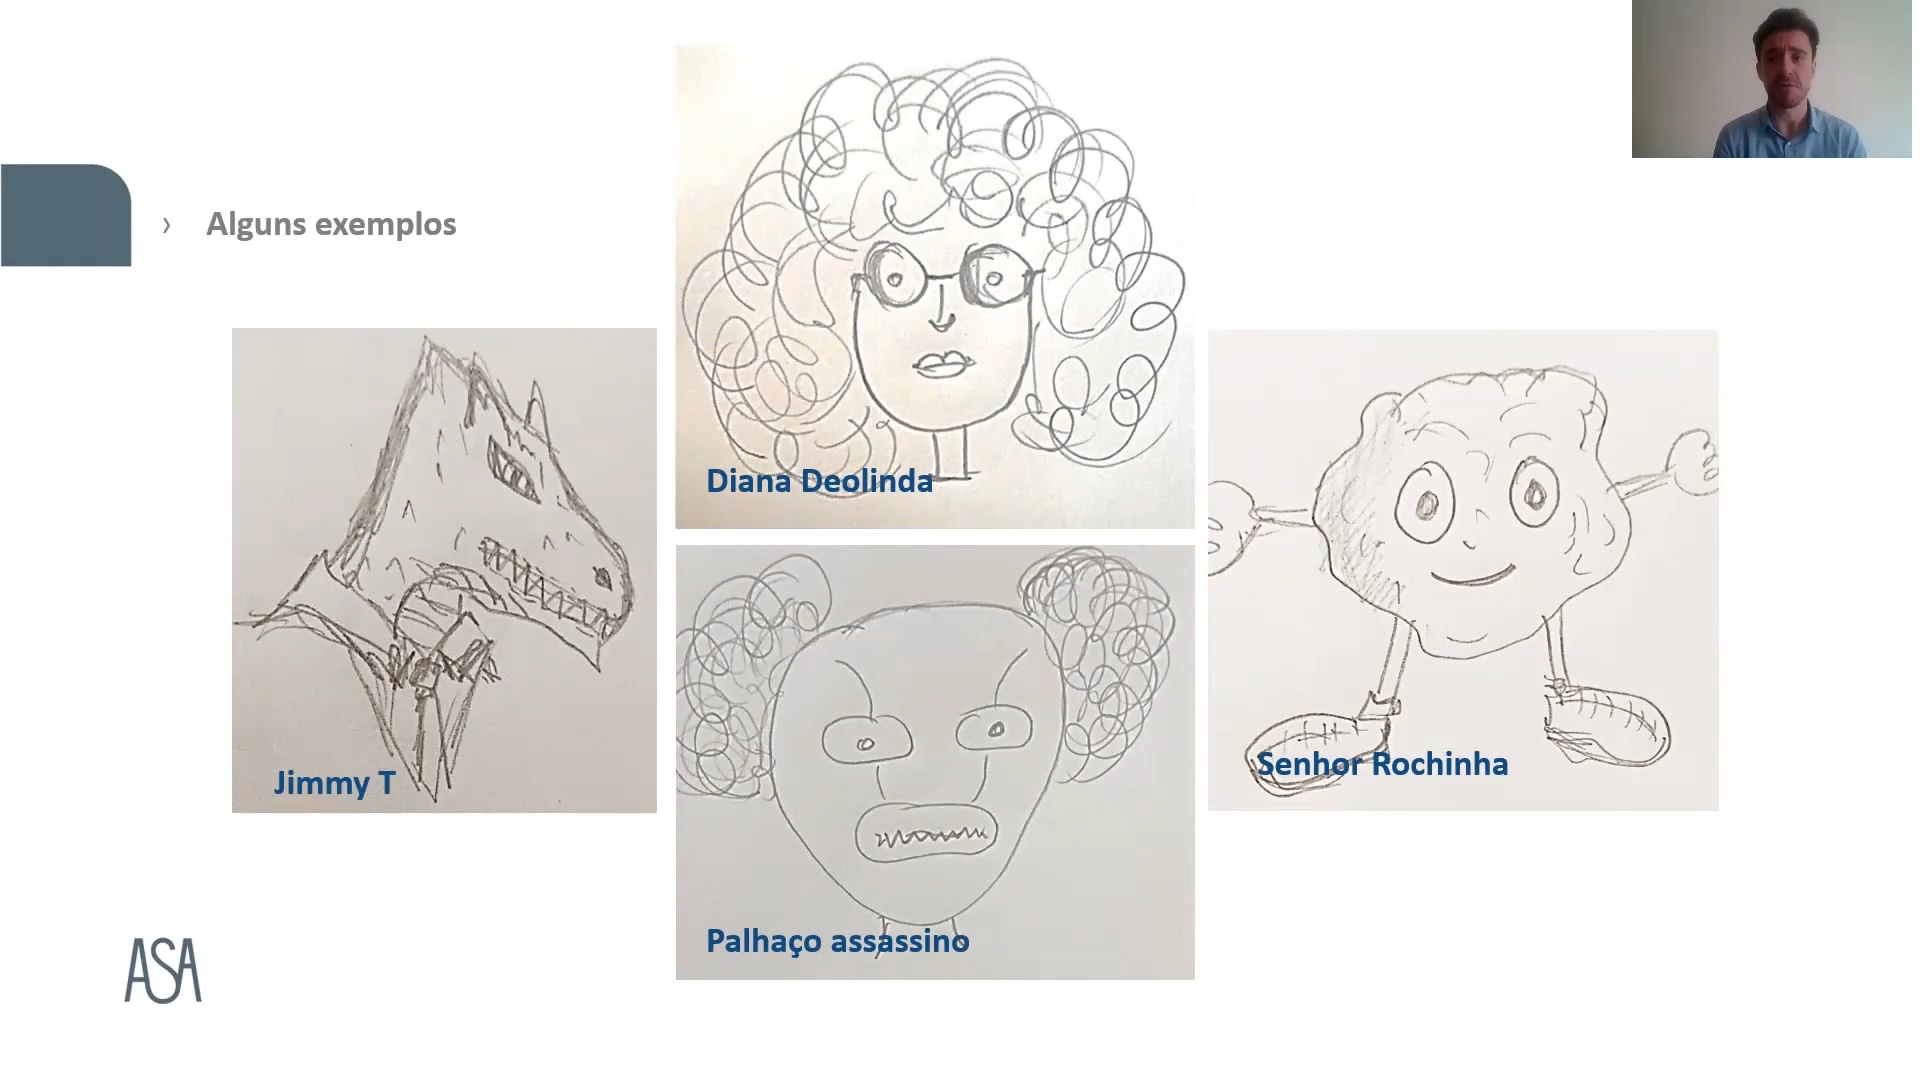 Alguns exemplos
Diana Deolinda
Jimmy T
Senhor Rochinha
Palhaço assassino
ASA